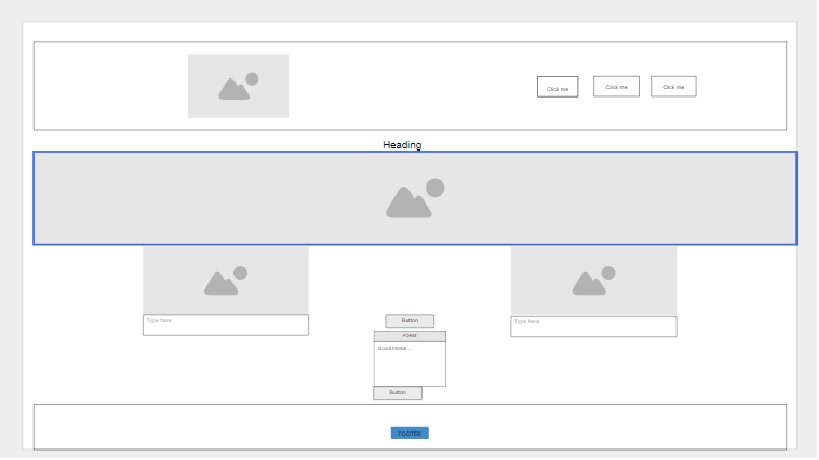 Click me
Click me
Click me
Heading
Type here
Type here
Button
FORM
QUESTIONS...
Button
FOOTER